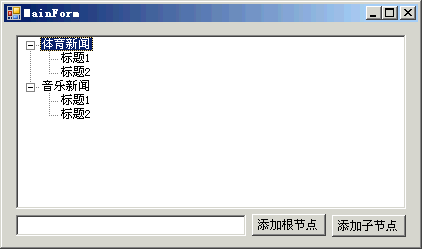 MainForm
体育新闻
标题1
标题2
音乐新闻
标题1
标题2
添加根节点 添加子节点